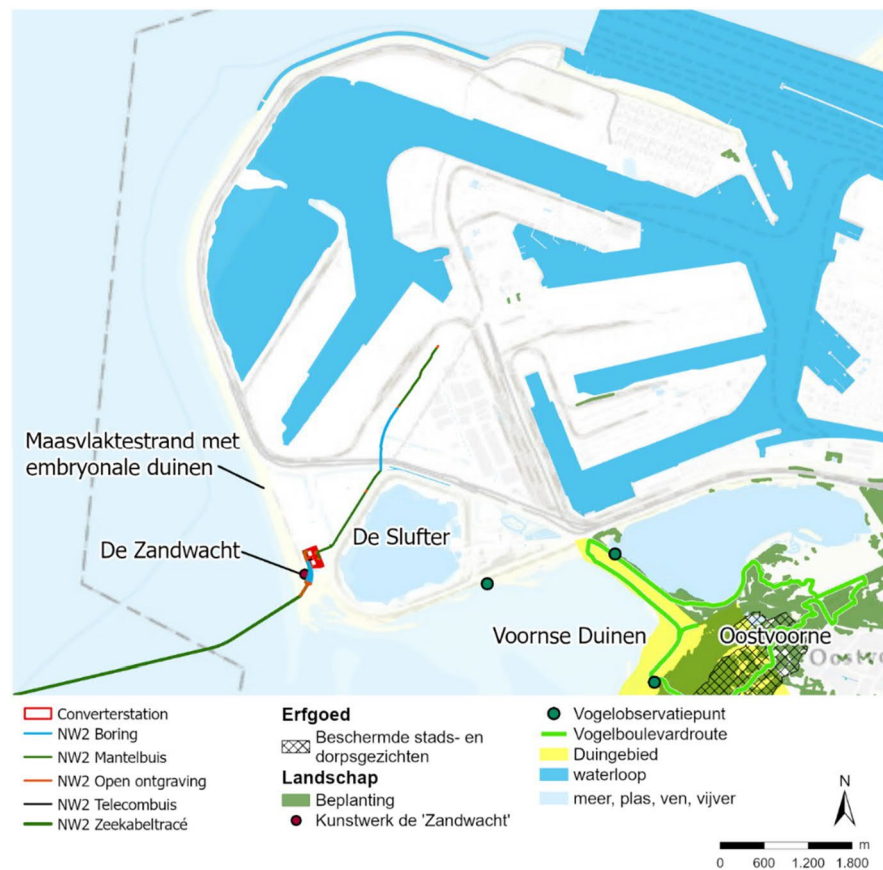 Maasvlaktestrand met
embryonale duinen
De Zandwacht
De Slufter
Voornse Duinen
Oostvoorne
Converterstation
NW2 Boring
NW2 Mantelbuis
NW2 Open ontgraving
NW2 Telecombuis
NW2 Zeekabeltracé
Erfgoed
Beschermde stads- en
dorpsgezichten
Landschap
Beplanting
Kunstwerk de 'Zandwacht'
Vogelobservatiepunt
Vogelboulevardroute
Duingebied
waterloop
meer, plas, ven, vijver
N
m
0 600 1.200 1.800